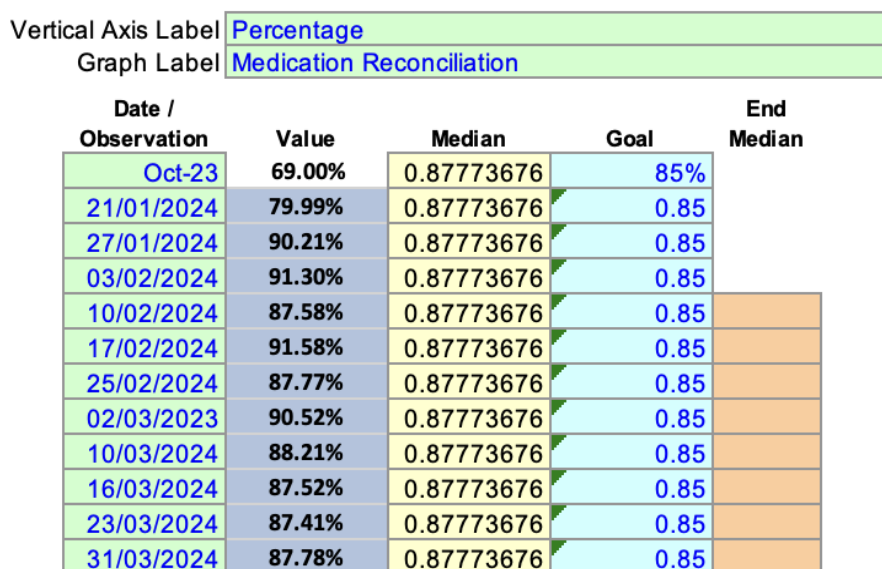 Vertical Axis Label Percentage
Graph Label Medication Reconciliation
Date / End
Observation Value Median Goal Median
Oct-23 69.00% 0.87773676 85%
21/01/2024 79.99% 0.87773676 0.85
27/01/2024 90.21% 0.87773676 0.85
03/02/2024 91.30% 0.87773676 0.85
10/02/2024 87.58% 0.87773676 0.85
17/02/2024 91.58% 0.87773676 0.85
25/02/2024 87.77% 0.87773676 0.85
02/03/2023 90.52% 0.87773676 0.85
10/03/2024 88.21% 0.87773676 0.85
16/03/2024 87.52% 0.87773676 0.85
23/03/2024 87.41% 0.87773676 0.85
31/03/2024 87.78% 0.87773676 0.85